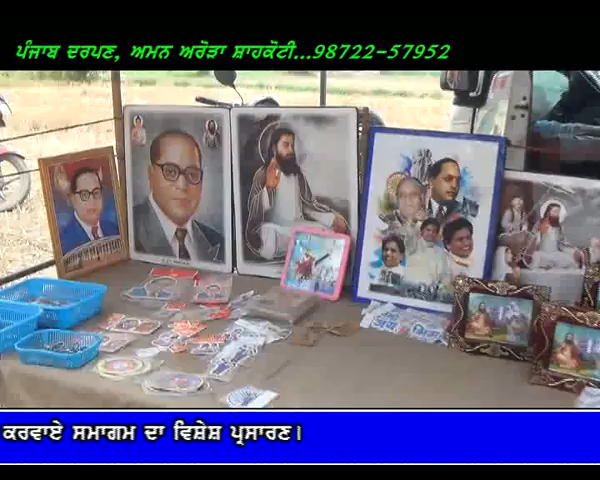 ਪੰਜਾਬ ਦਰਪਣ, ਅਮਨ ਅਰੋੜਾ ਸ਼ਾਹਕੋਟੀ...98722-57952
ਕਰਵਾਏ ਸਮਾਗਮ ਦਾ ਵਿਸ਼ੇਸ਼ ਪ੍ਰਸਾਰਣ।